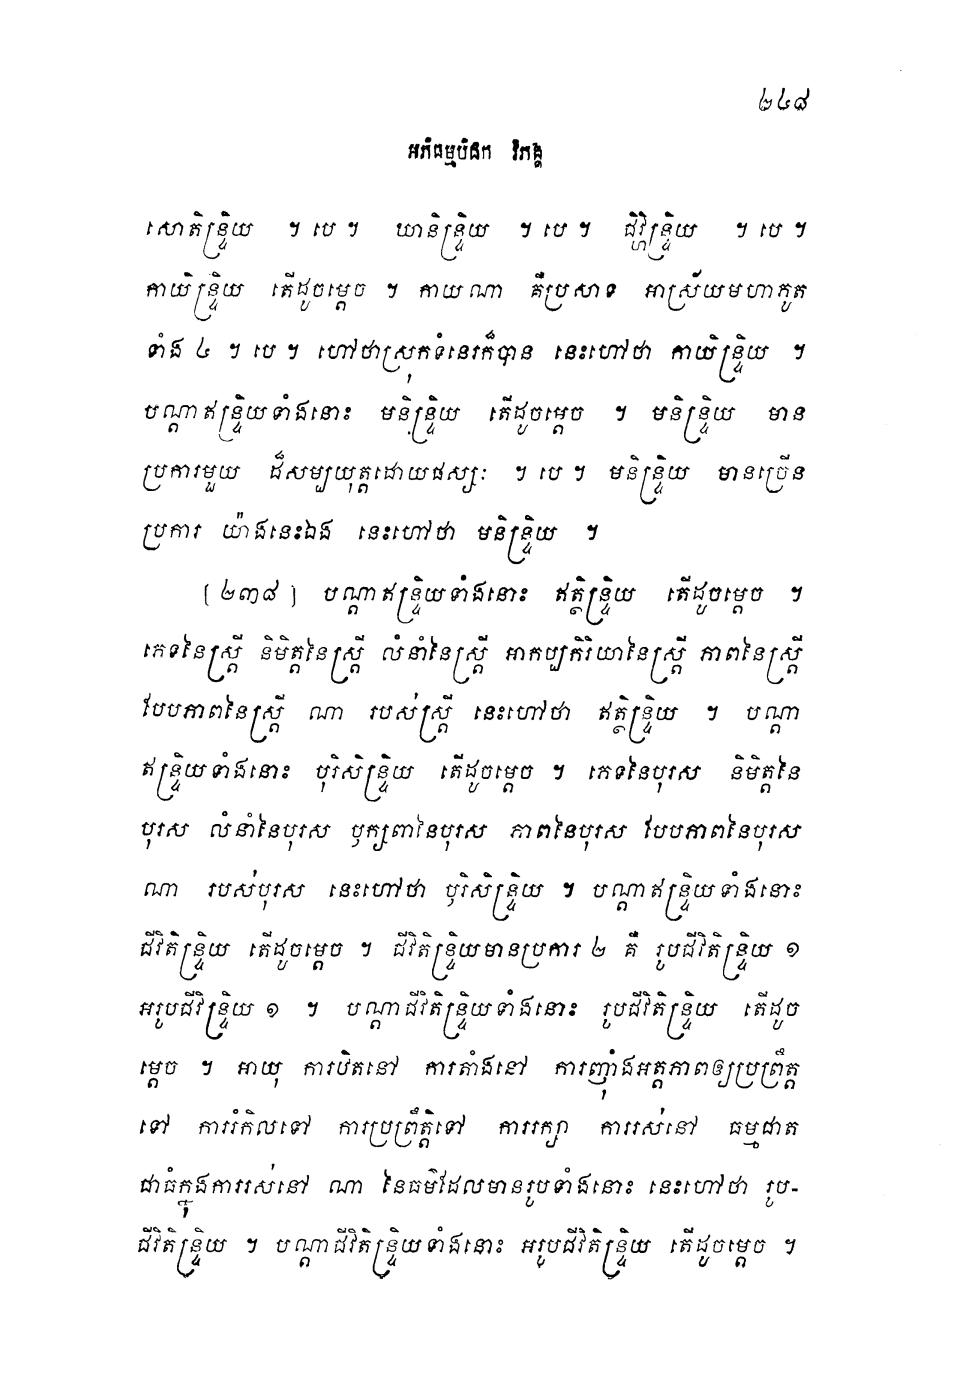 ២៤៨
អភិធម្មបិដក វិភង្គ
សោតិន្ទ្រិយ ។ បេ ។ ឃានិន្ទ្រិយ ។ បេ ។ ជិវ្ហិន្ទ្រិយ ។ បេ ។
កាយិន្ទ្រិយ តើដូចម្តេច ។ កាយណា គឺប្រសាទ អាស្រ័យមហាភូត
ទាំង ៤ ។ បេ ។ ហៅថាស្រុកទំនេរក៏បាន នេះហៅថា កាយិន្ទ្រិយ ។
បណ្តាឥន្ទ្រិយទាំងនោះ មនិន្ទ្រិយ តើដូចម្តេច ។ មនិន្ទ្រិយ មាន
ប្រការមួយ ដ៏សម្បយុត្តដោយផស្សៈ ។ បេ ។ មនិន្ទ្រិយ មានច្រើន
ប្រការ យ៉ាងនេះឯង នេះហៅថា មនិន្ទ្រិយ ។
[២៣៨] បណ្តាឥន្ទ្រិយទាំងនោះ ឥត្ថិន្ទ្រិយ តើដូចម្តេច ។
ភេទនៃស្ត្រី និមិត្តនៃស្ត្រី លំនាំនៃស្ត្រី អាកប្បកិរិយានៃស្ត្រី ភាពនៃស្ត្រី
បែបភាពនៃស្ត្រី ណា របស់ស្ត្រី នេះហៅថា ឥត្ថិន្ទ្រិយ ។ បណ្តា
ឥន្ទ្រិយទាំងនោះ បុរិសិន្ទ្រិយ តើដូចម្តេច ។ ភេទនៃបុរស និមិត្តនៃ
បុរស លំនាំនៃបុរស ឫក្សពានៃបុរស ភាពនៃបុរស បែបភាពនៃបុរស
ណា របស់បុរស នេះហៅថា បុរិសិន្ទ្រិយ ។ បណ្តាឥន្ទ្រិយទាំងនោះ
ជីវិតិន្ទ្រិយ តើដូចម្តេច ។ ជីវិតិន្ទ្រិយមានប្រការ ២ គឺ រូបជីវិតិន្ទ្រិយ ១
អរូបជីវិន្ទ្រិយ ១ ។ បណ្តាជីវិតិន្ទ្រិយទាំងនោះ រូបជីវិតិន្ទ្រិយ តើដូច
ម្តេច ។ អាយុ ការឋិតនៅ ការតាំងនៅ ការញ៉ាំងអត្តភាពឲ្យប្រព្រឹត្ត
ទៅ ការរំកិលទៅ ការប្រព្រឹត្តិទៅ ការរក្សា ការរស់នៅ ធម្មជាត
ជាធំក្នុងការរស់នៅ ណា នៃធម៌ដែលមានរូបទាំងនោះ នេះហៅថា រូប-
ជីវិតិន្ទ្រិយ ។ បណ្តាជីវិតិន្ទ្រិយទាំងនោះ អរូបជីវិតិន្ទ្រិយ តើដូចម្តេច ។